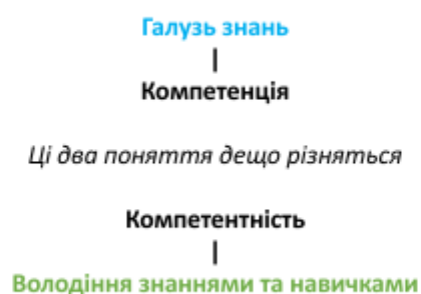 Галузь знань
|
Компетенція
Ці два поняття дещо різняться
Компетентність
|
Володіння знаннями та навичками